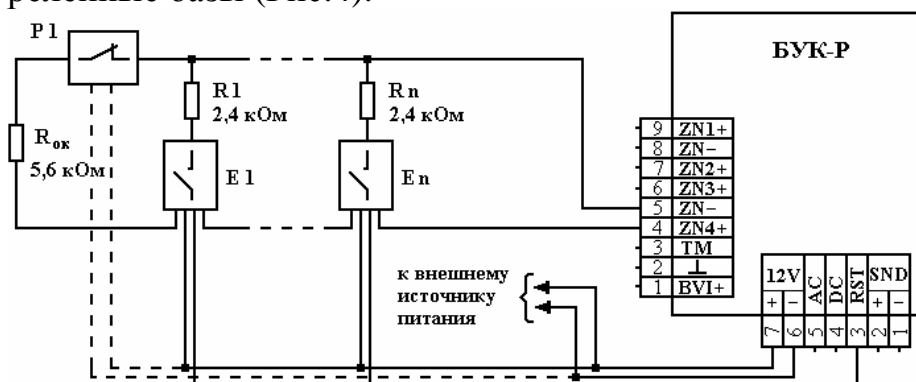 реленные базы (Рис.4).
P1
R1
2,4 кОм
Rn
2,4 кОм
БУК-Р
Rок
5,6 кОм
E1
En
9 ZN1+
8 ZN-
7 ZN2+
6 ZN3+
5 ZN-
4 ZN4+
3 TM
2 ⊥
1 BVI+
к внешнему
источнику
питания
12V AC DC RST SND
+ - + -
7 6 5 4 3 2 1